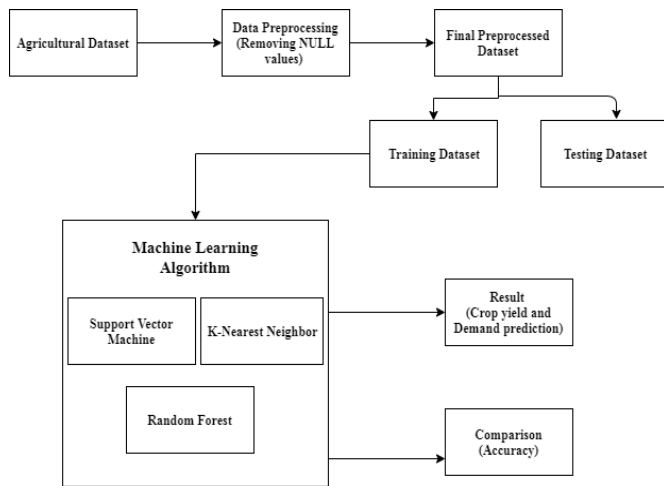 Agricultural Dataset
Data Preprocessing
(Removing NULL
values)
Final Preprocessed
Dataset
Training Dataset
Testing Dataset
Machine Learning
Algorithm
Support Vector
Machine
K-Nearest Neighbor
Random Forest
Result
(Crop yield and
Demand prediction)
Comparison
(Accuracy)